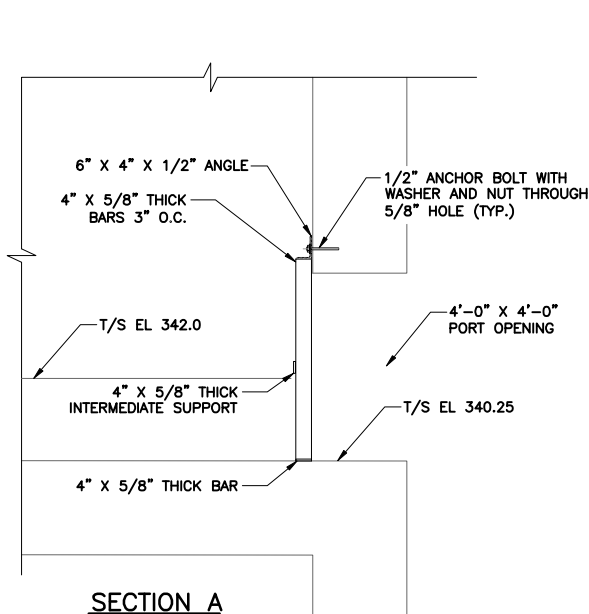 6" X 4" X 1/2" ANGLE
4" X 5/8" THICK
BARS 3" O.C.
1/2" ANCHOR BOLT WITH
WASHER AND NUT THROUGH
5/8" HOLE (TYP.)
T/S EL 342.0
4'-0" X 4'-0"
PORT OPENING
4" X 5/8" THICK
INTERMEDIATE SUPPORT
T/S EL 340.25
4" X 5/8" THICK BAR
SECTION A